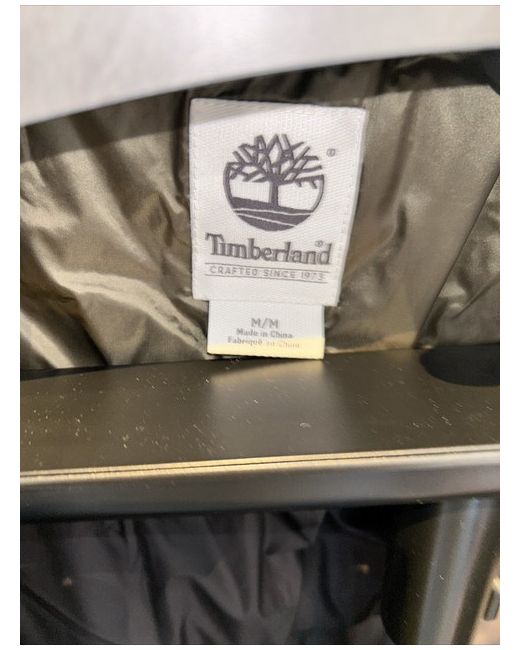 ®
Timberland®
CRAFTED SINCE 1973
M/M
Made in China
Fabriqué en Chine